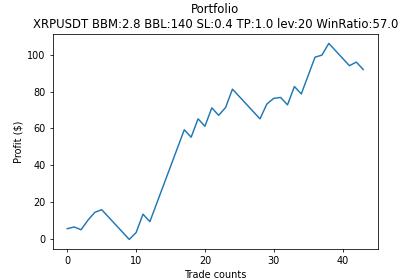 Portfolio
XRPUSDT BBM:2.8 BBL:140 SL:0.4 TP:1.0 lev:20 WinRatio:57.0
100
80
60
40
20
0
Profit ($)
0 10 20 30 40
Trade counts